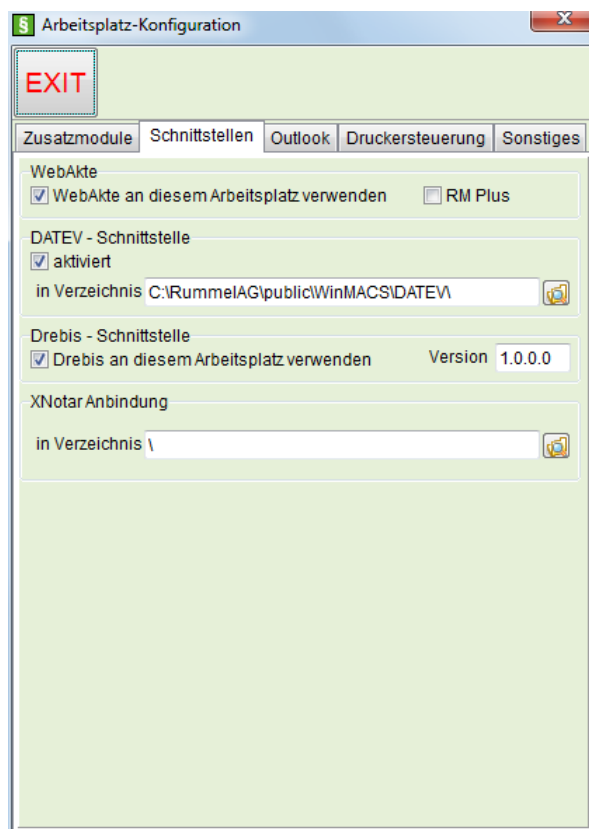 § Arbeitsplatz-Konfiguration x
EXIT
Zusatzmodule Schnittstellen Outlook Druckersteuerung Sonstiges
WebAkte
WebAkte an diesem Arbeitsplatz verwenden RM Plus
DATEV - Schnittstelle
aktiviert
in Verzeichnis C:\RummelAG\public\WinMACS\DATEV\
Drebis - Schnittstelle
Drebis an diesem Arbeitsplatz verwenden Version 1.0.0.0
XNotar Anbindung
in Verzeichnis \